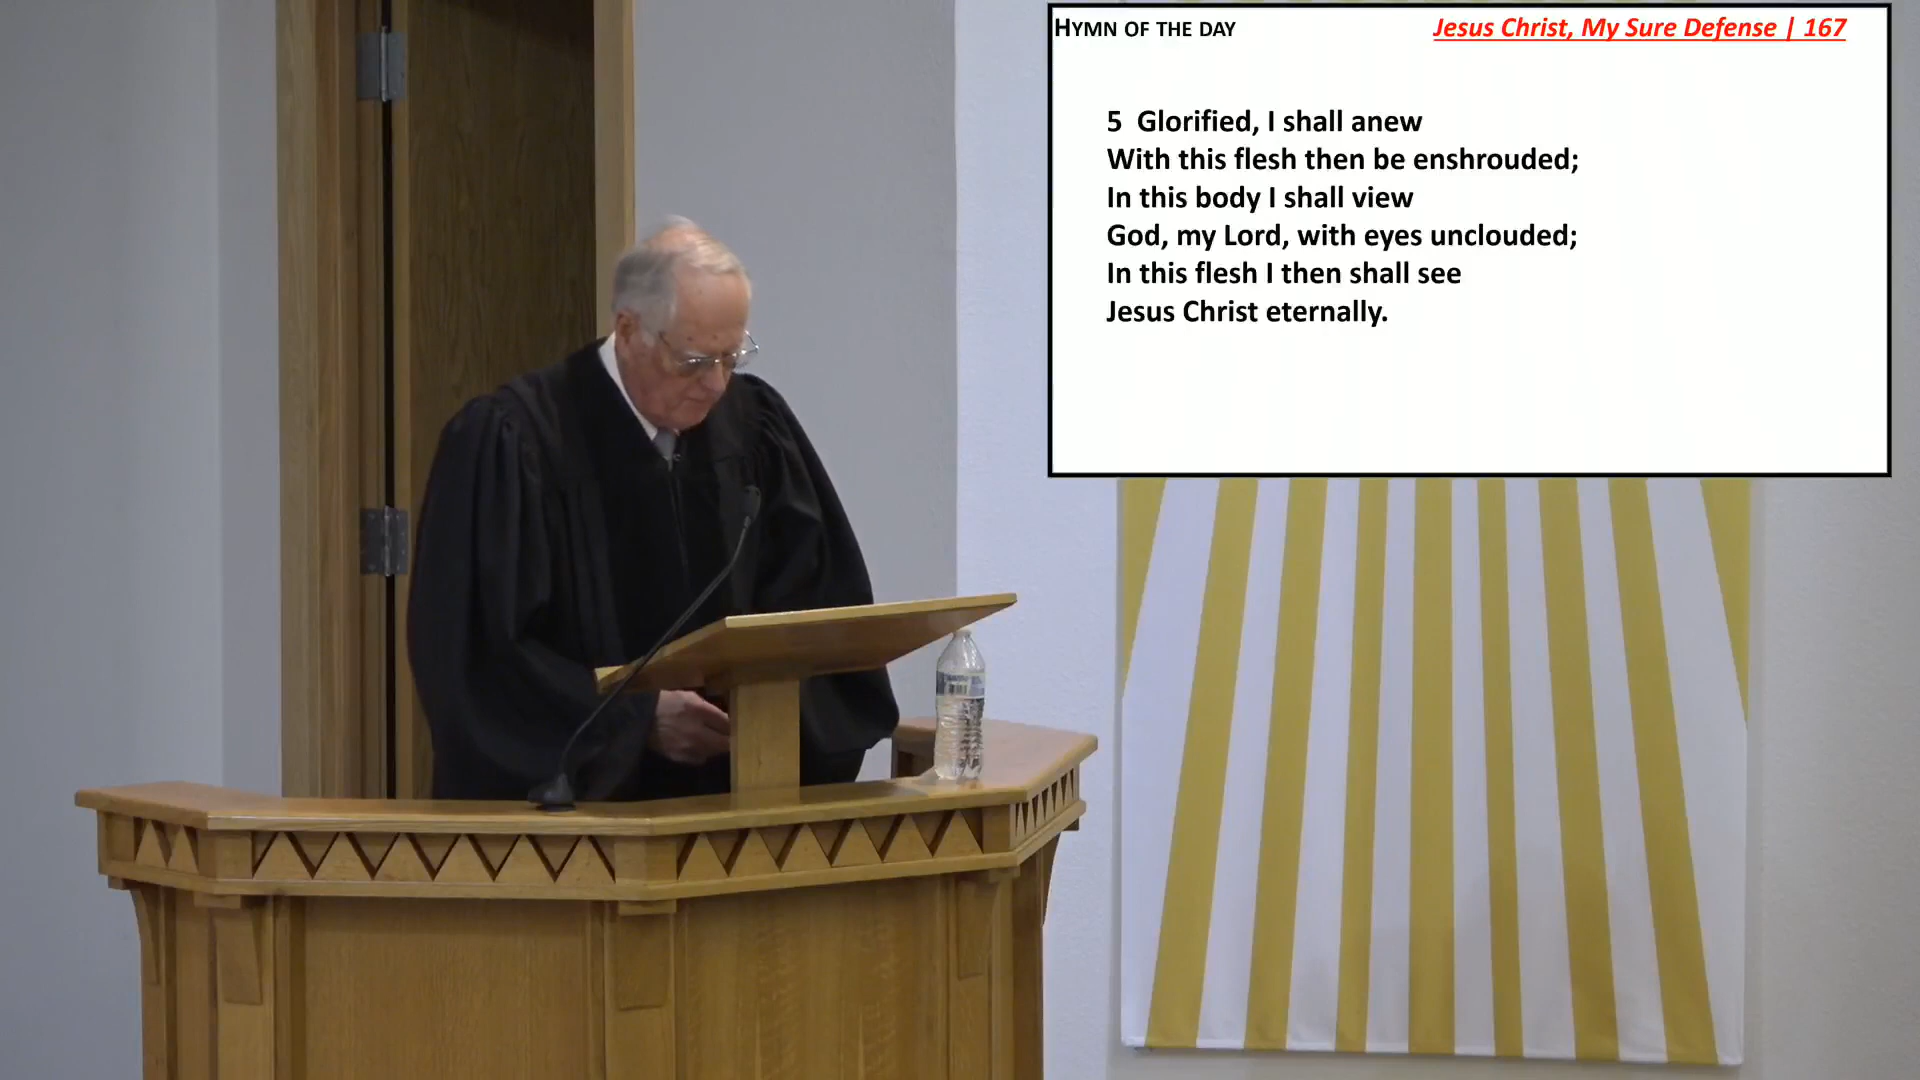 HYMN OF THE DAY
Jesus Christ, My Sure Defense | 167
5 Glorified, I shall anew
With this flesh then be enshrouded;
In this body I shall view
God, my Lord, with eyes unclouded;
In this flesh I then shall see
Jesus Christ eternally.